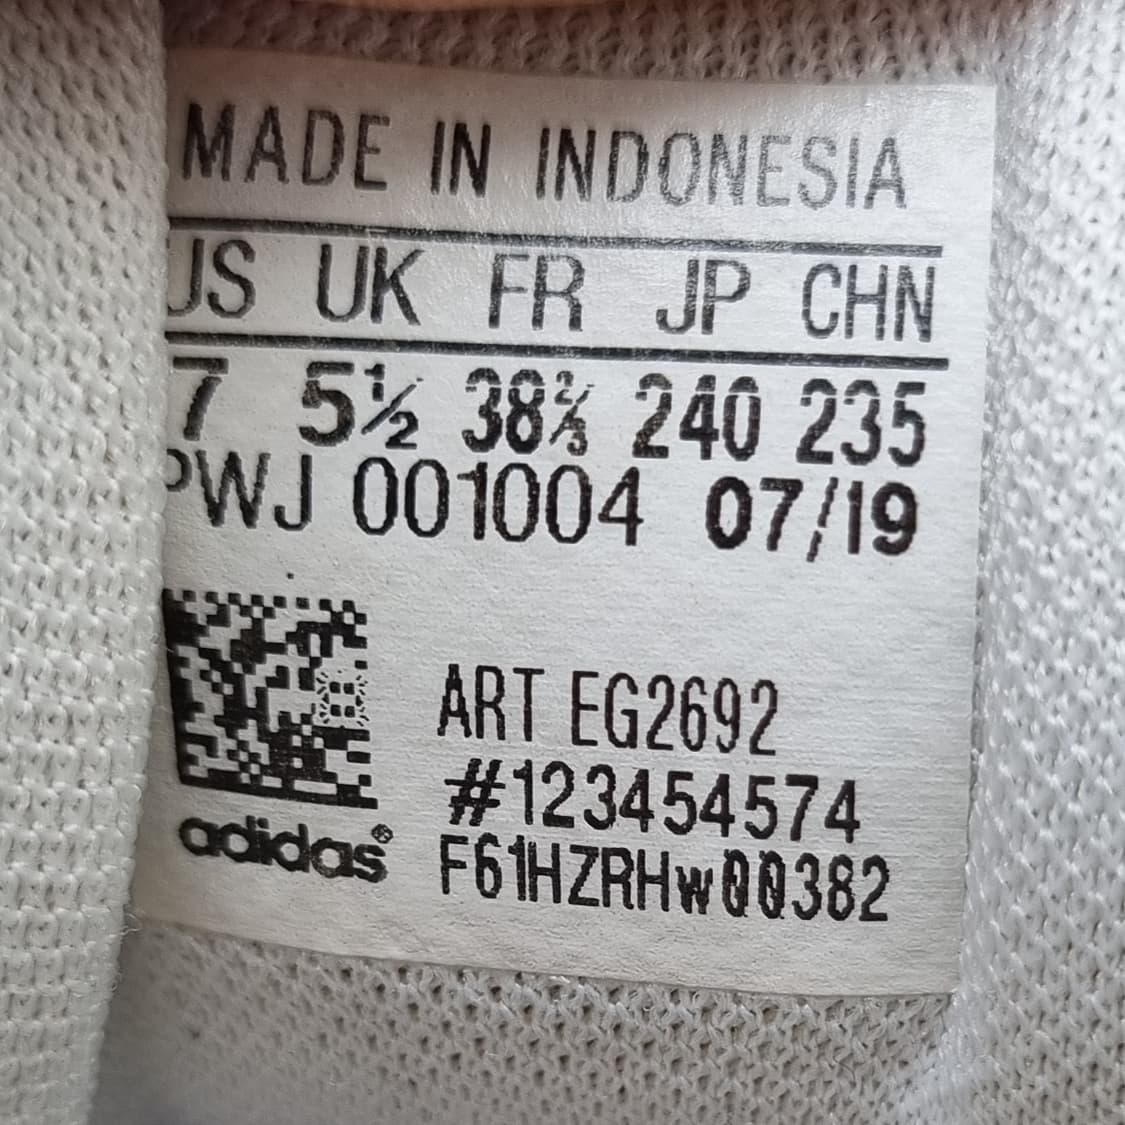 MADE IN INDONESIA
US UK FR JP CHN
7 5½ 38⅔ 240 235
PWJ 001004 07/19
ART EG2692
#123454574
F61HZRHw00382
adidas®